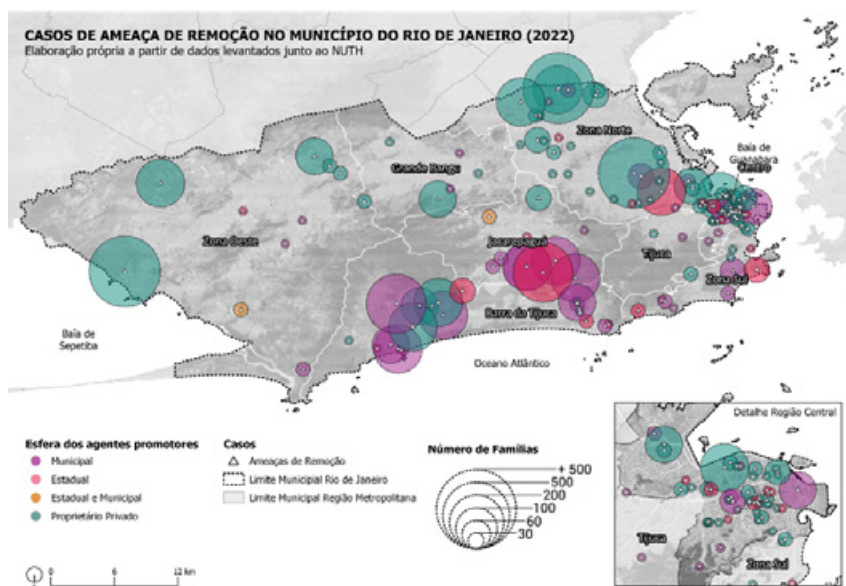 CASOS DE AMEAÇA DE REMOÇÃO NO MUNICÍPIO DO RIO DE JANEIRO (2022)
Elaboração própria a partir de dados levantados junto ao NUTH
Zona Norte
Baía de
Guanabara
Centro
Grande Bangu
Zona Oeste
Jacarepaguá
Tijuca
Zona Sul
Barra da Tijuca
Baía de
Sepetiba
Oceano Atlântico
Detalhe Região Central
Esfera dos agentes promotores
Municipal
Estadual
Estadual e Municipal
Proprietário Privado
Casos
Ameaças de Remoção
Limite Municipal Rio de Janeiro
Limite Municipal Região Metropolitana
Número de Famílias
+ 500
500
200
100
60
30
Tijuca
Zona Sul
0 6 12 km